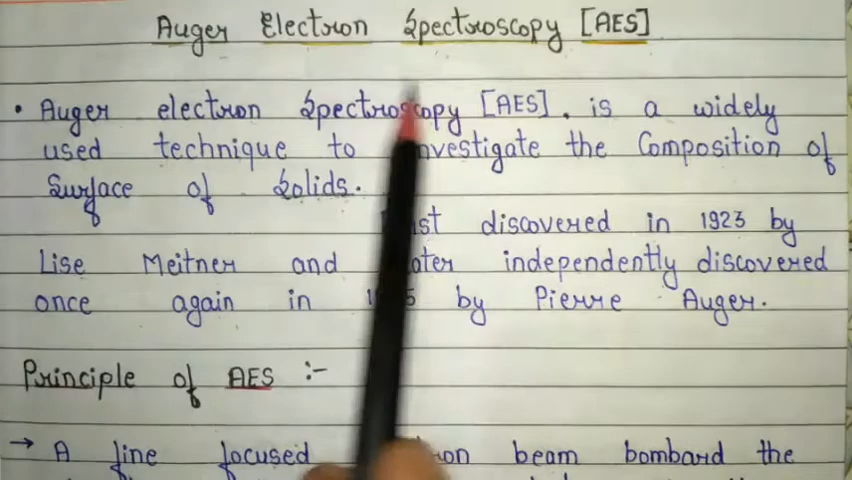 Auger Electron Spectroscopy [AES]
• Auger electron Spectroscopy [AES]. is a widely
used technique to investigate the Composition of
Surface of Solids.
discovered in 1923 by
Lise Meitner and later independently discovered
once again in by Pierre Auger.
Principle of AES :-
→ A fine focused beam bombard the